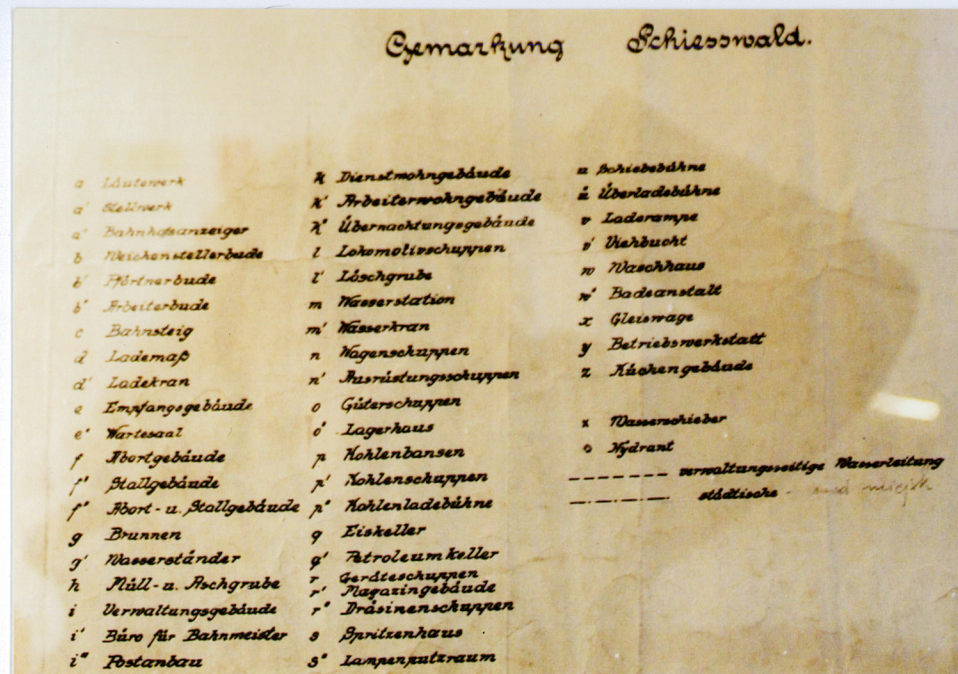 Gemarkung Schiesswald.
a Läutewerk
a' Stellwerk
a" Bahnhofsanzeiger
b Weichenstellerbude
b' Pförtnerbude
b" Arbeiterbude
c Bahnsteig
d Lademaß
d' Ladekran
e Empfangsgebäude
e' Wartesaal
f Abortgebäude
f' Stallgebäude
f" Abort- u. Stallgebäude
g Brunnen
g' Wasserständer
h Müll- u. Aschgrube
i Verwaltungsgebäude
i' Büro für Bahnmeister
i" Postanbau
k Dienstwohngebäude
k' Arbeiterwohngebäude
k" Übernachtungsgebäude
l Lokomotivschuppen
l' Löschgrube
m Wasserstation
m' Wasserkran
n Wagenschuppen
n' Ausrüstungsschuppen
o Güterschuppen
o' Lagerhaus
p Kohlenbansen
p' Kohlenschuppen
p" Kohlenladebühne
q Eiskeller
q' Petroleumkeller
r Geräteschuppen
r' Magazingebäude
r" Dräsinenschuppen
s Spritzenhaus
s" Lampenputzraum
u Schiebebühne
ü Überladebühne
v Laderampe
v' Viehbucht
w Waschhaus
w' Badeanstalt
x Gleiswage
y Betriebswerkstatt
z Küchengebäude
x Wasserschieber
o Hydrant
verwaltungsseitige Wasserleitung
städtische